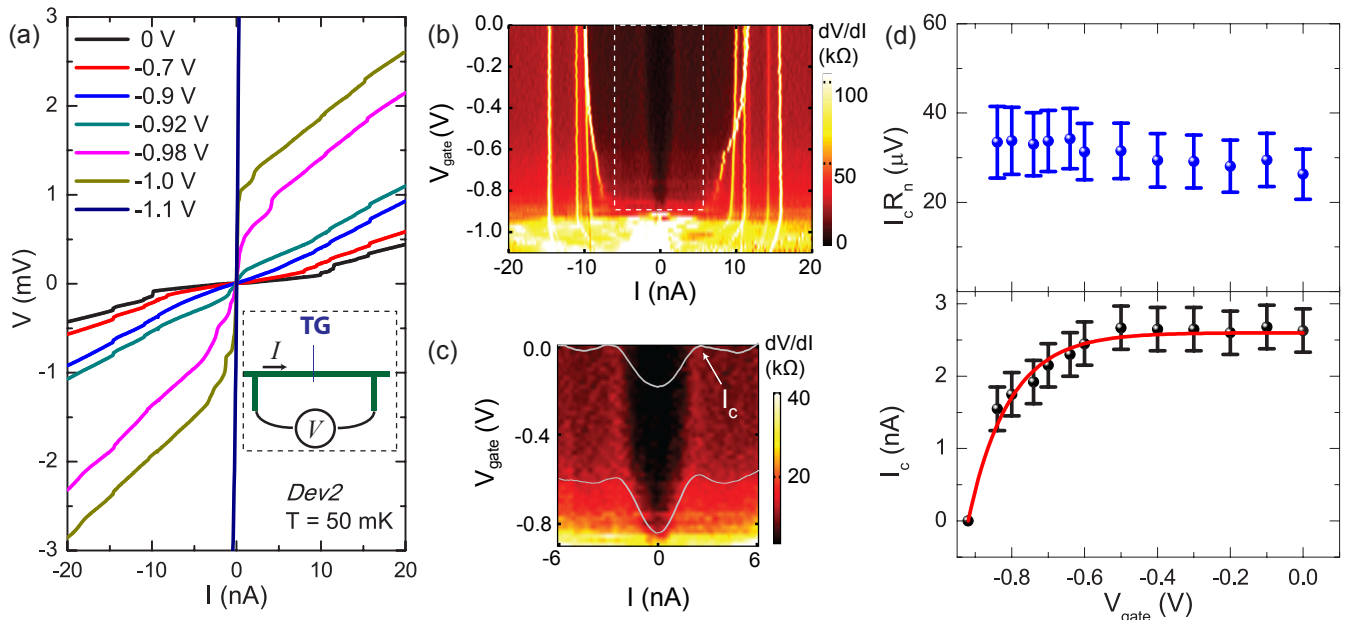 (a)
0 V
-0.7 V
-0.9 V
-0.92 V
-0.98 V
-1.0 V
-1.1 V
V (mV)
3
2
1
0
-1
-2
-3
-20
-10
0
10
20
I (nA)
TG
I
V
Dev2
T = 50 mK
(b)
dV/dI
(kΩ)
100
50
0
V_gate (V)
0.0
-0.2
-0.4
-0.6
-0.8
-1.0
-20
-10
0
10
20
I (nA)
(c)
dV/dI
(kΩ)
40
20
V_gate (V)
0.0
-0.4
-0.8
I_c
-6
0
6
I (nA)
(d)
I_cR_n (μV)
60
40
20
I_c (nA)
3
2
1
0
-0.8
-0.6
-0.4
-0.2
0.0
V_gate (V)